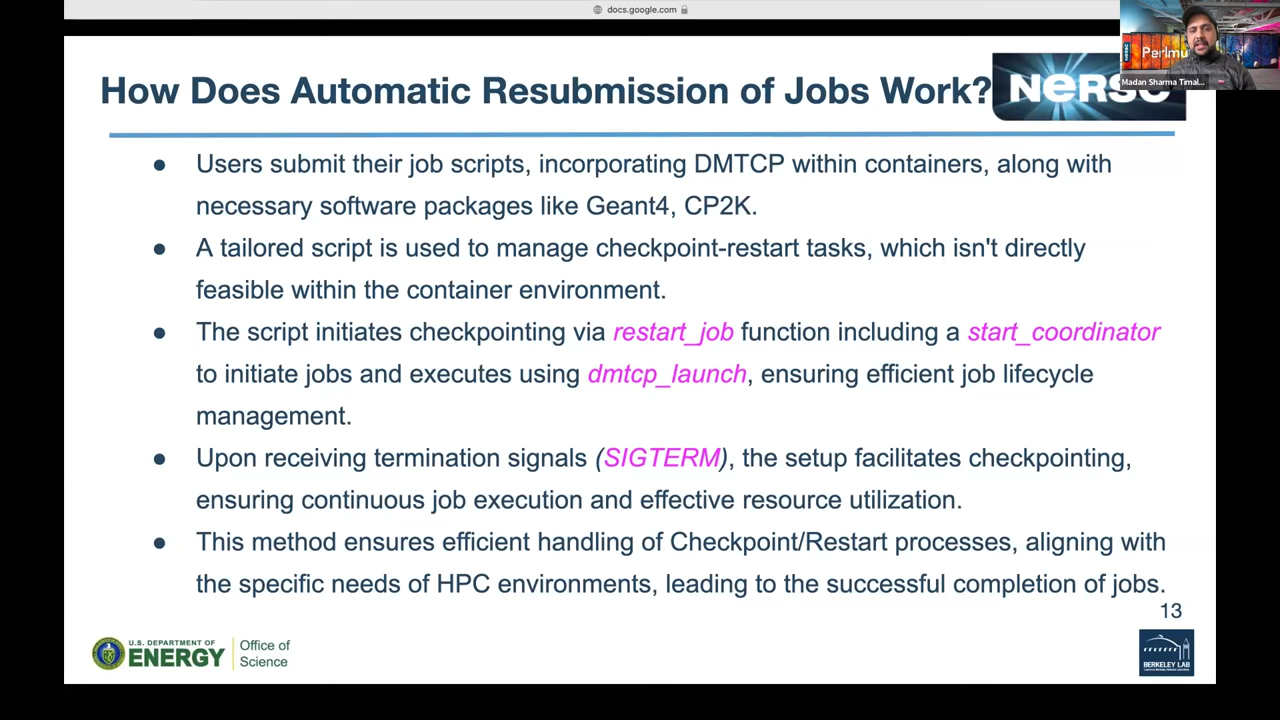 docs.google.com
How Does Automatic Resubmission of Jobs Work?
NERSC
Perlmu
NERSC
Madan Sharma Timal...
● Users submit their job scripts, incorporating DMTCP within containers, along with
necessary software packages like Geant4, CP2K.
● A tailored script is used to manage checkpoint-restart tasks, which isn't directly
feasible within the container environment.
● The script initiates checkpointing via restart_job function including a start_coordinator
to initiate jobs and executes using dmtcp_launch, ensuring efficient job lifecycle
management.
● Upon receiving termination signals (SIGTERM), the setup facilitates checkpointing,
ensuring continuous job execution and effective resource utilization.
● This method ensures efficient handling of Checkpoint/Restart processes, aligning with
the specific needs of HPC environments, leading to the successful completion of jobs.
13
U.S. DEPARTMENT OF
ENERGY
Office of
Science
BERKELEY LAB